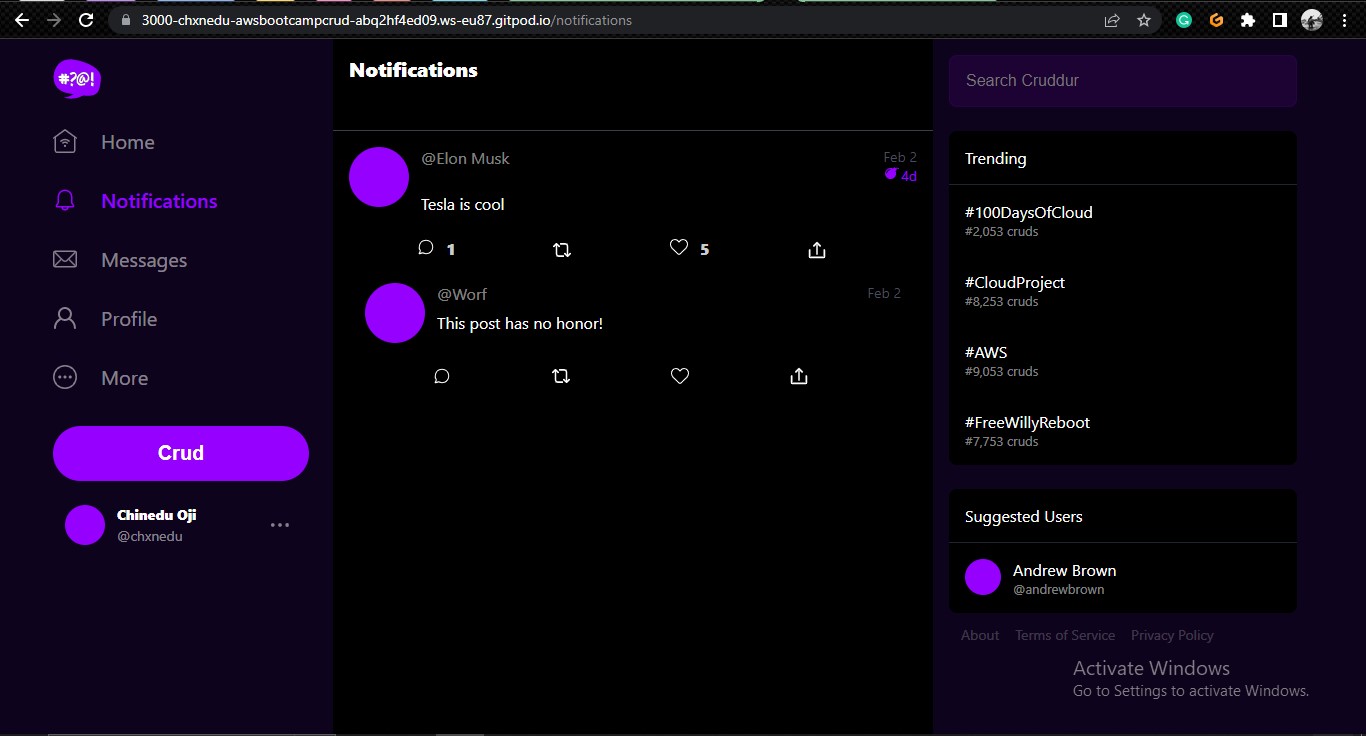 3000-chxnedu-awsbootcampcrud-abq2hf4ed09.ws-eu87.gitpod.io/notifications
#?@!
Home
Notifications
Messages
Profile
More
Crud
Chinedu Oji
@chxnedu
Notifications
@Elon Musk
Feb 2
4d
Tesla is cool
1
5
@Worf
Feb 2
This post has no honor!
Search Cruddur
Trending
#100DaysOfCloud
#2,053 cruds
#CloudProject
#8,253 cruds
#AWS
#9,053 cruds
#FreeWillyReboot
#7,753 cruds
Suggested Users
Andrew Brown
@andrewbrown
About Terms of Service Privacy Policy
Activate Windows
Go to Settings to activate Windows.